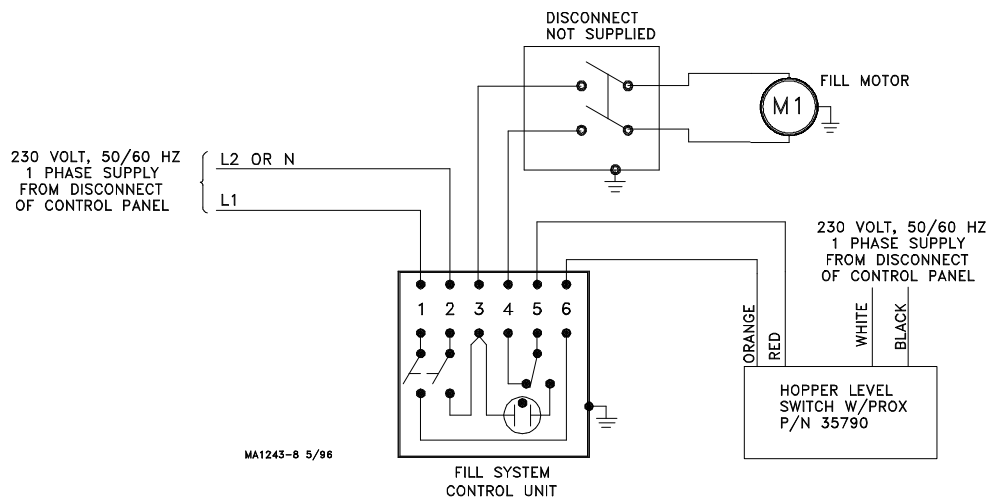 DISCONNECT
NOT SUPPLIED
FILL MOTOR
M1
230 VOLT, 50/60 HZ
1 PHASE SUPPLY
FROM DISCONNECT
OF CONTROL PANEL
L2 OR N
L1
230 VOLT, 50/60 HZ
1 PHASE SUPPLY
FROM DISCONNECT
OF CONTROL PANEL
1 2 3 4 5 6
ORANGE
RED
WHITE
BLACK
HOPPER LEVEL
SWITCH W/PROX
P/N 35790
MA1243-8 5/96
FILL SYSTEM
CONTROL UNIT